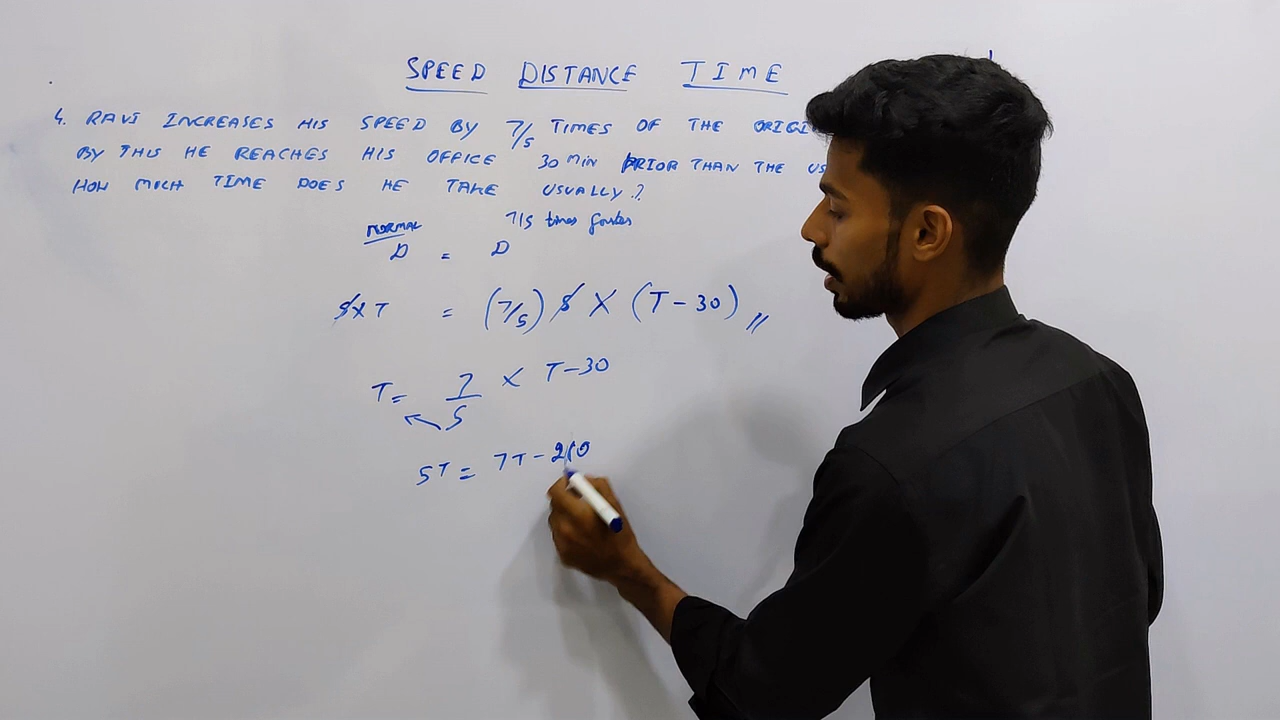 SPEED DISTANCE TIME
4. RAVI INCREASES HIS SPEED BY 7/5 TIMES OF THE ORIGI
BY THIS HE REACHES HIS OFFICE 30 MIN PRIOR THAN THE US
HOW MUCH TIME DOES HE TAKE USUALLY?
NORMAL 7/5 times
D = D
S x T = (7/5) S X (T - 30)
T = 7/5 X T - 30
5T = 7T - 210